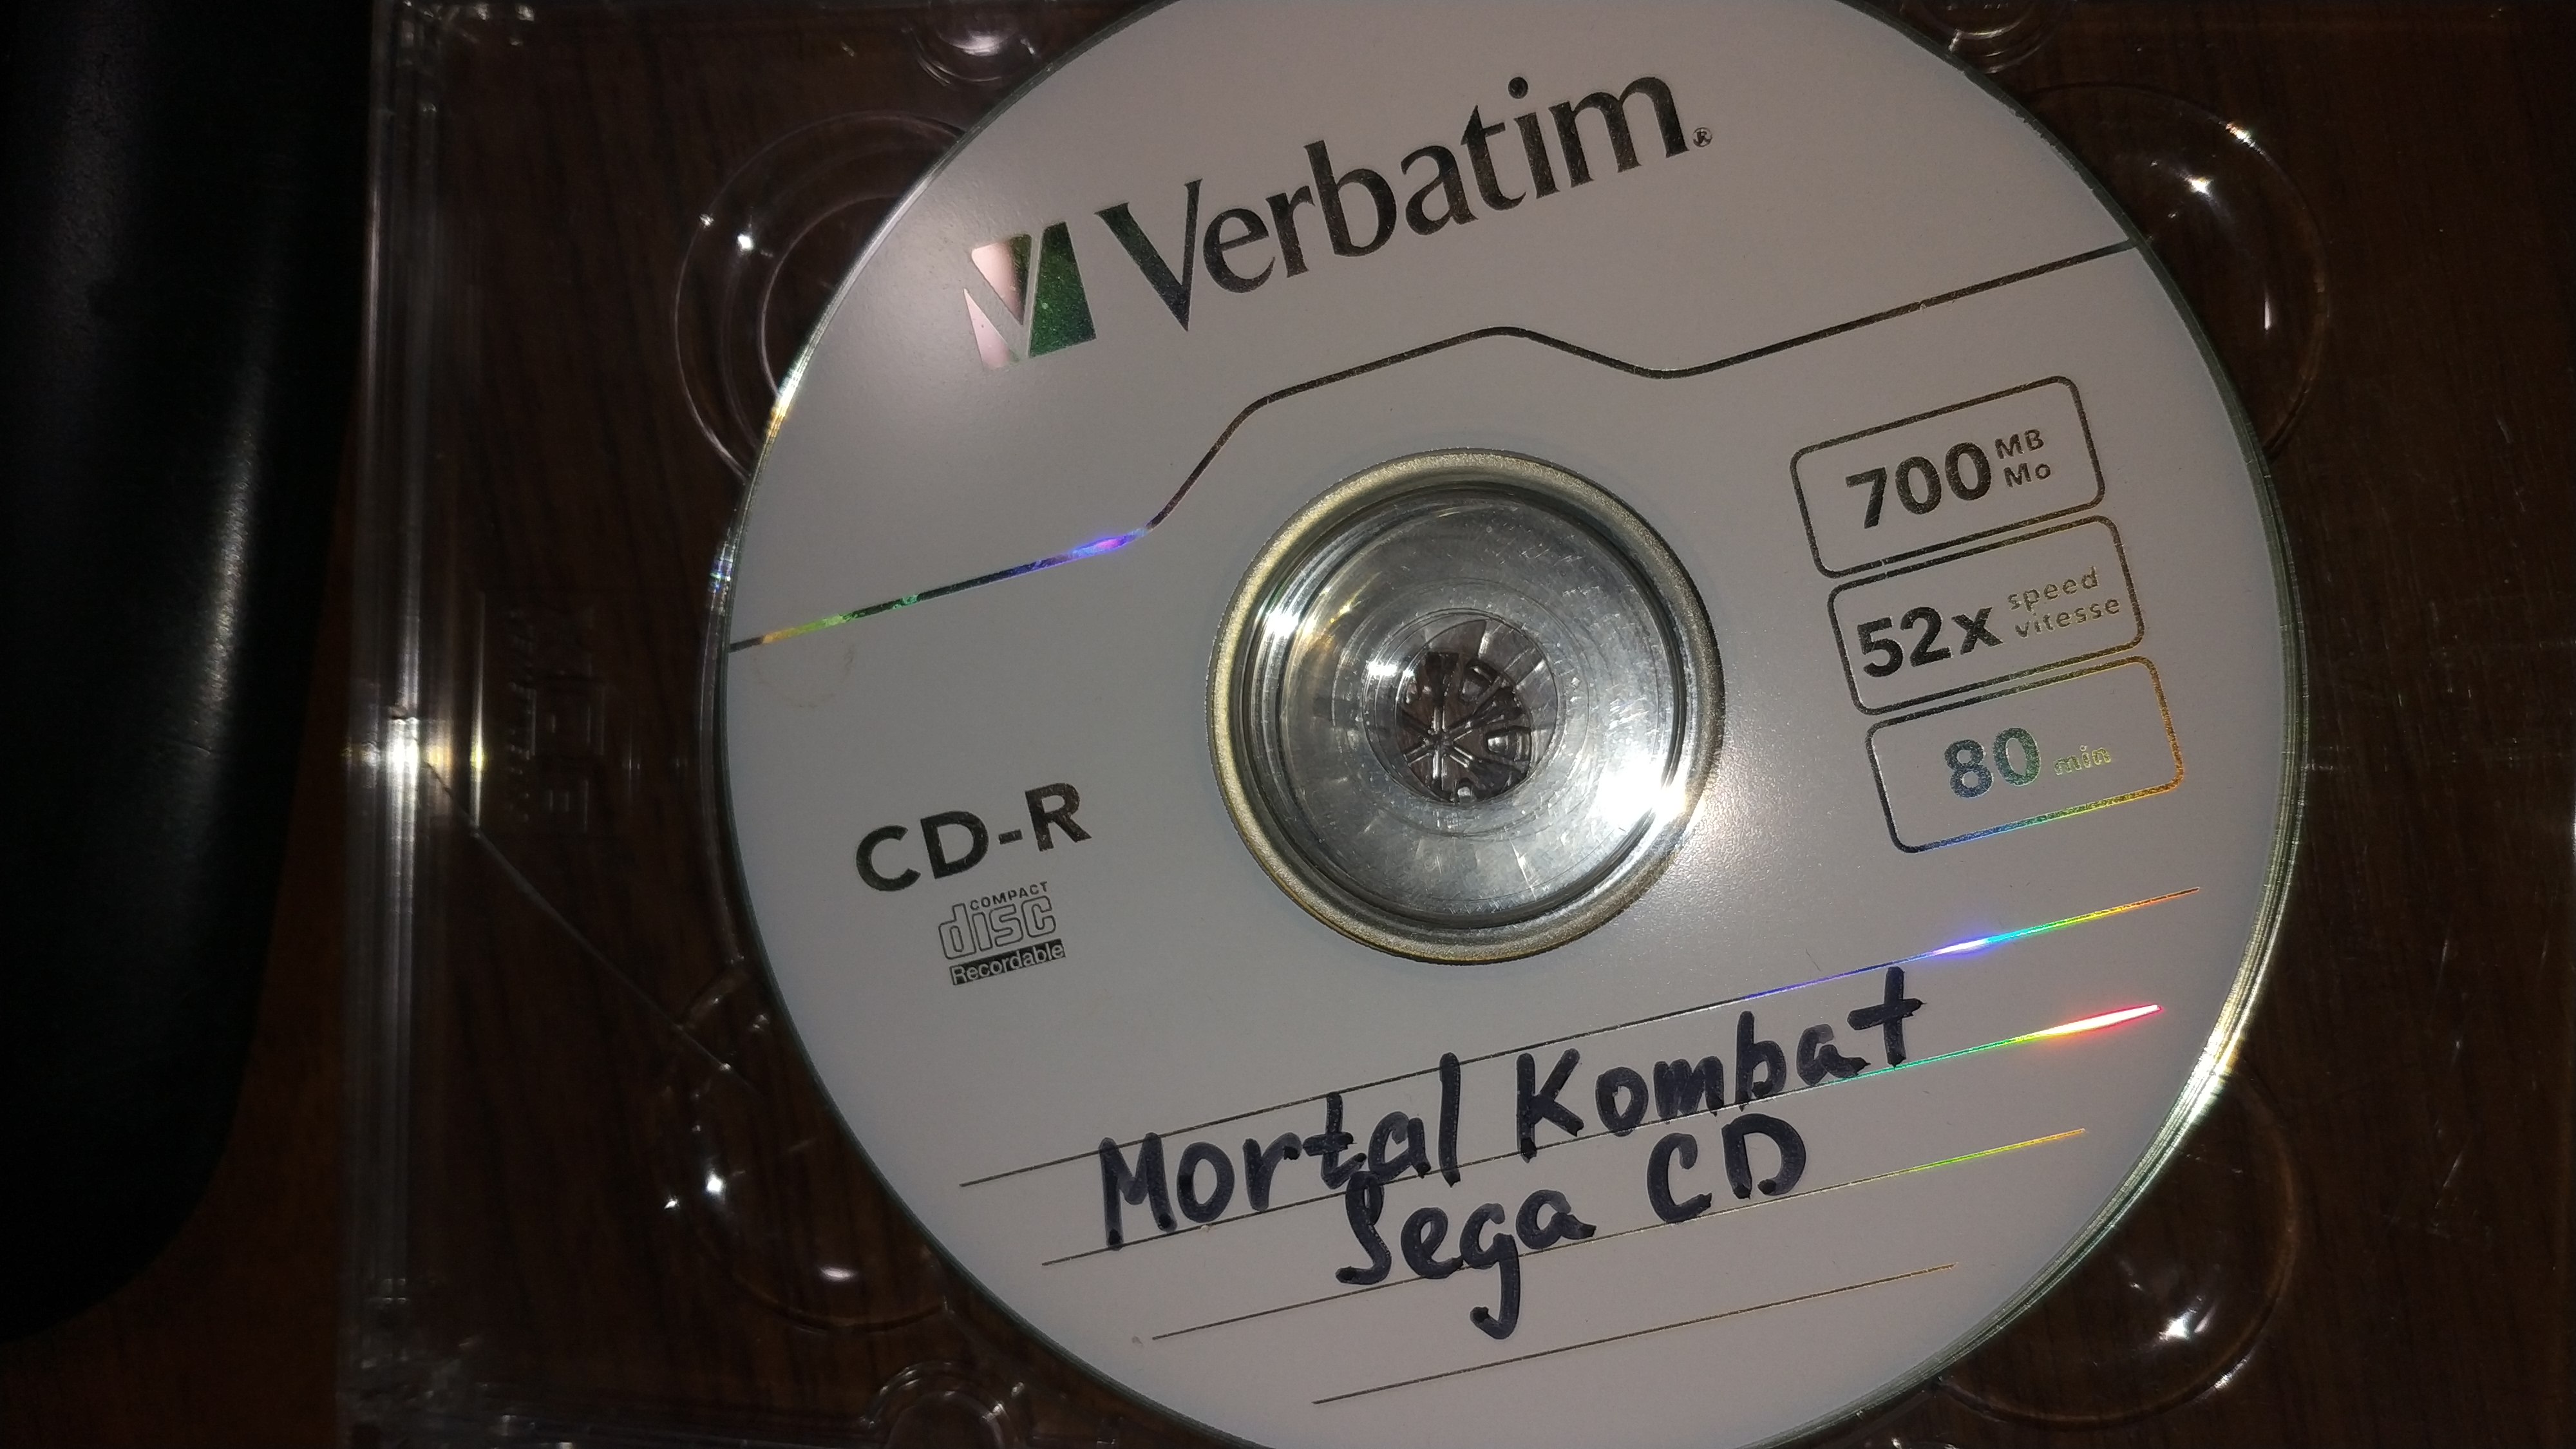 Verbatim®
700 MB
Mo
52x speed
vitesse
80 min
CD-R
COMPACT
disc
Recordable
Mortal Kombat
Sega CD